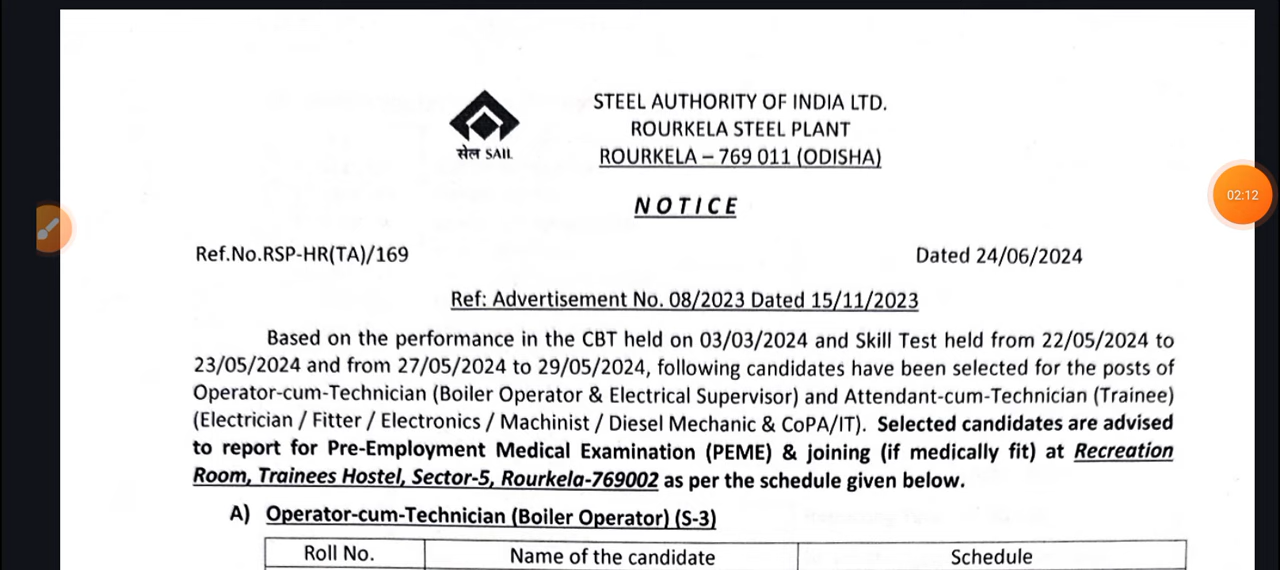 STEEL AUTHORITY OF INDIA LTD.
ROURKELA STEEL PLANT
सेल SAIL
ROURKELA – 769 011 (ODISHA)
NOTICE
02:12
Ref.No.RSP-HR(TA)/169 Dated 24/06/2024
Ref: Advertisement No. 08/2023 Dated 15/11/2023
Based on the performance in the CBT held on 03/03/2024 and Skill Test held from 22/05/2024 to
23/05/2024 and from 27/05/2024 to 29/05/2024, following candidates have been selected for the posts of
Operator-cum-Technician (Boiler Operator & Electrical Supervisor) and Attendant-cum-Technician (Trainee)
(Electrician / Fitter / Electronics / Machinist / Diesel Mechanic & CoPA/IT). Selected candidates are advised
to report for Pre-Employment Medical Examination (PEME) & joining (if medically fit) at Recreation
Room, Trainees Hostel, Sector-5, Rourkela-769002 as per the schedule given below.
A) Operator-cum-Technician (Boiler Operator) (S-3)
Roll No. Name of the candidate Schedule